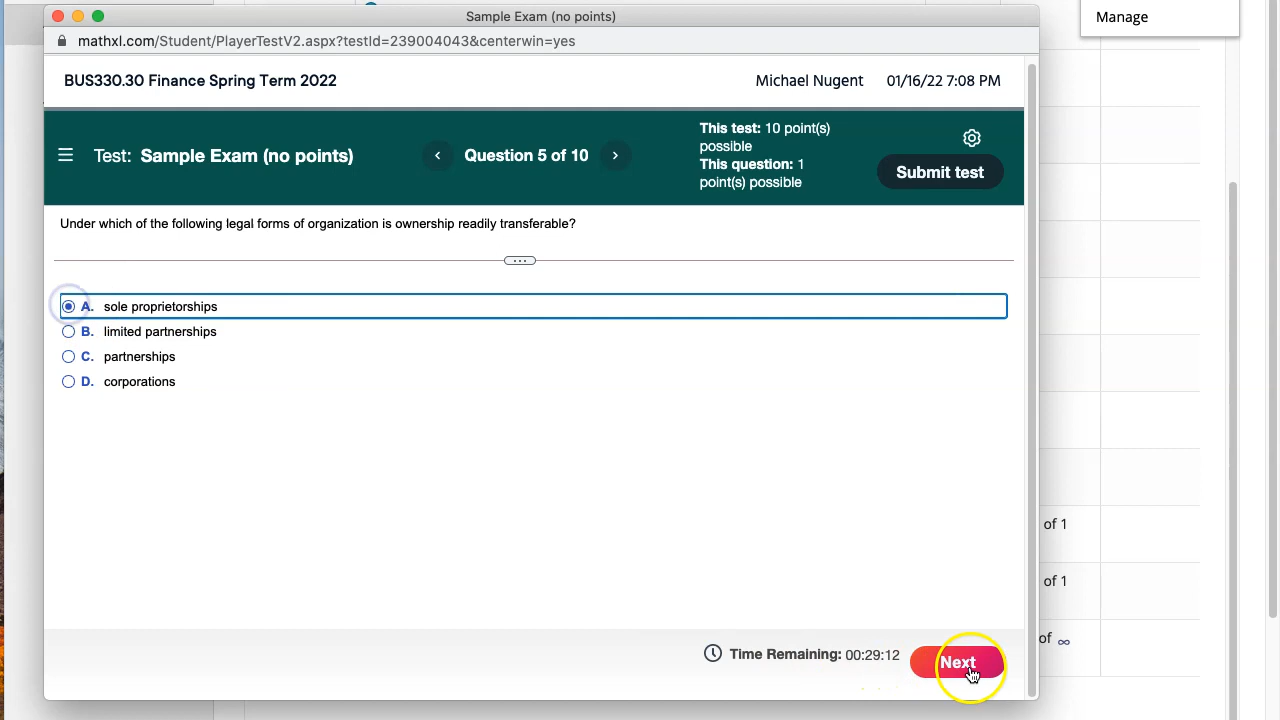 Sample Exam (no points)
Manage
mathxl.com/Student/PlayerTestV2.aspx?testId=239004043&centerwin=yes
BUS330.30 Finance Spring Term 2022
Michael Nugent
01/16/22 7:08 PM
Test: Sample Exam (no points)
Question 5 of 10
This test: 10 point(s)
possible
This question: 1
point(s) possible
Submit test
Under which of the following legal forms of organization is ownership readily transferable?
A. sole proprietorships
B. limited partnerships
C. partnerships
D. corporations
of 1
of 1
of ∞
Time Remaining: 00:29:12
Next